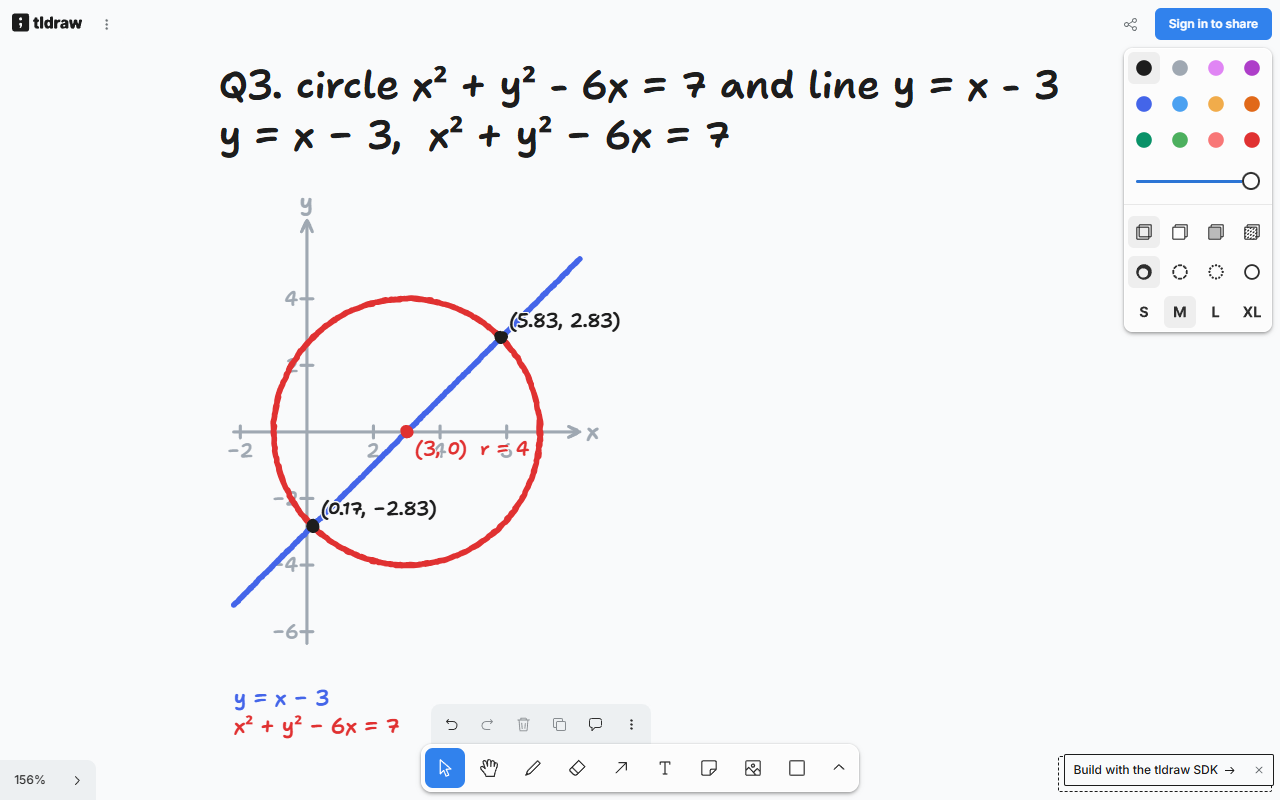 tldraw
Sign in to share
Q3. circle x² + y² - 6x = 7 and line y = x - 3
y = x − 3, x² + y² − 6x = 7
S M L XL
y
4
2
(5.83, 2.83)
x
−2 2 4 6
(3, 0) r = 4
−2
(0.17, −2.83)
−4
−6
y = x − 3
x² + y² − 6x = 7
156%
T
Build with the tldraw SDK →